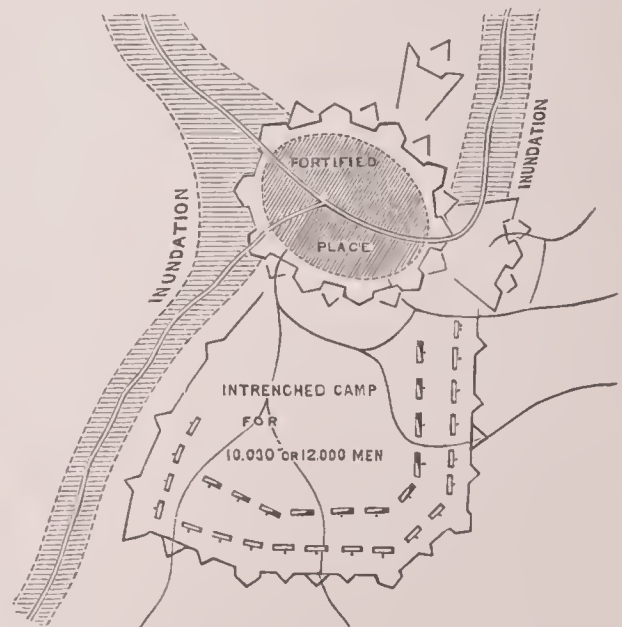 FORTIFIED
PLACE
INUNDATION
INUNDATION
INTRENCHED CAMP
FOR
10.000 OR 12.000 MEN